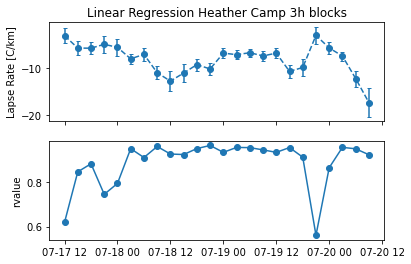 Linear Regression Heather Camp 3h blocks
Lapse Rate [C/km]
−10
−20
rvalue
0.8
0.6
07-17 12 07-18 00 07-18 12 07-19 00 07-19 12 07-20 00 07-20 12